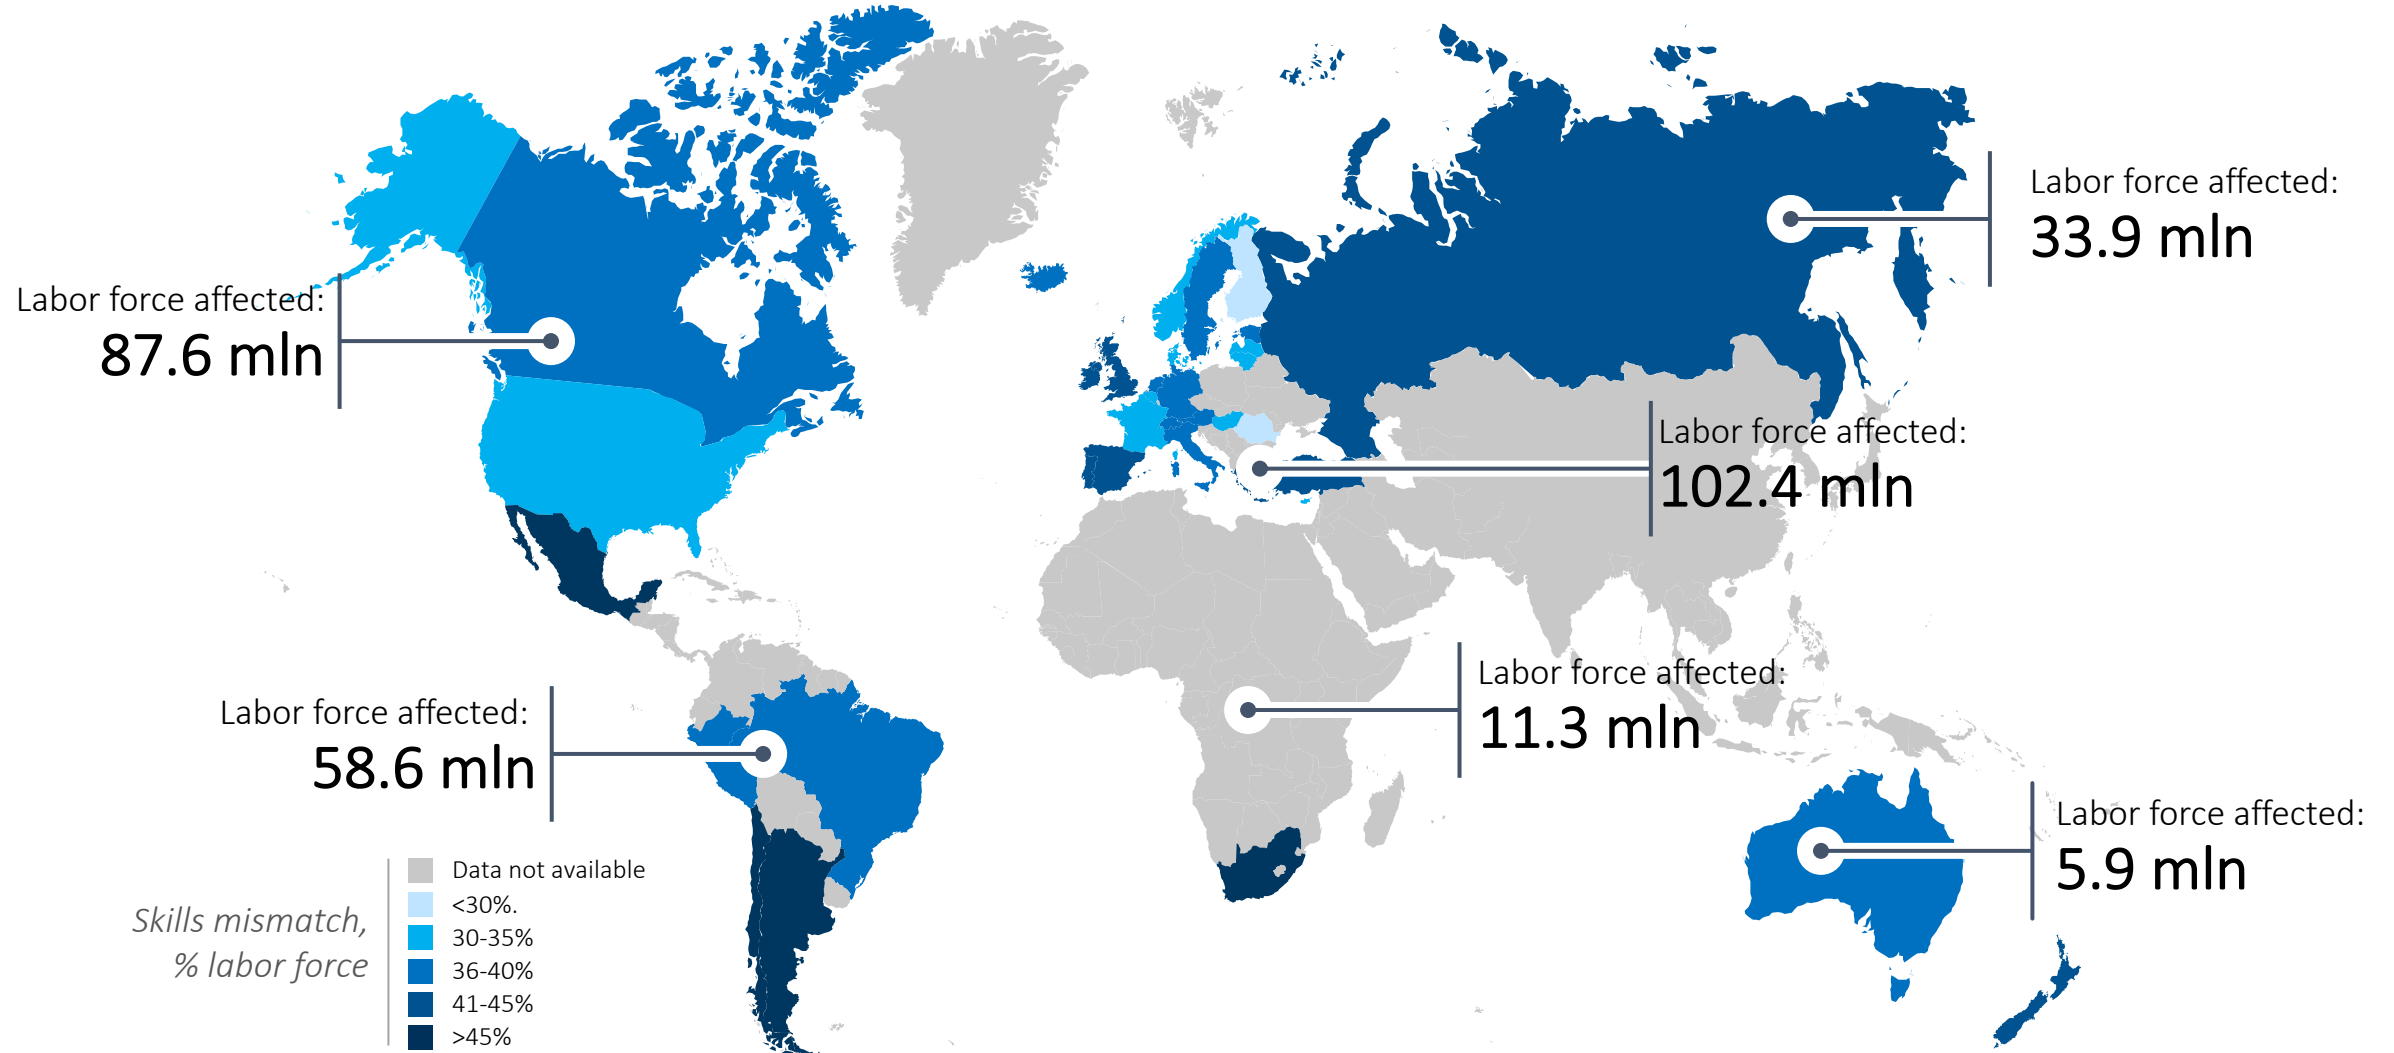 Labor force affected:
33.9 mln
Labor force affected:
87.6 mln
Labor force affected:
102.4 mln
Labor force affected:
11.3 mln
Labor force affected:
58.6 mln
Labor force affected:
5.9 mln
Skills mismatch,
% labor force
Data not available
<30%.
30-35%
36-40%
41-45%
>45%